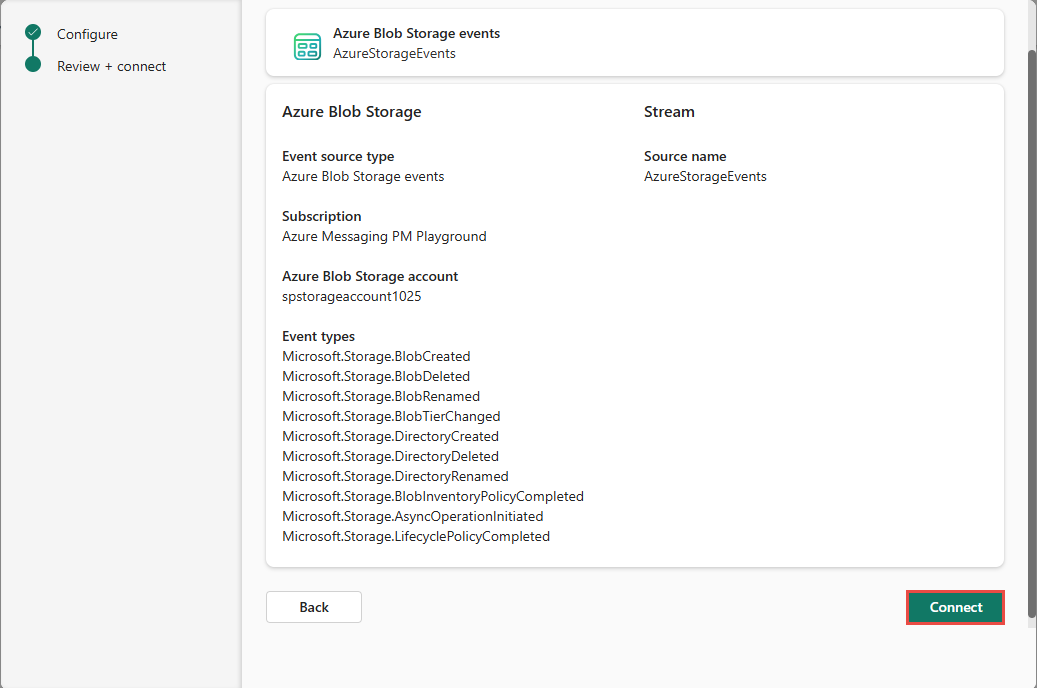 Configure
Review + connect
Azure Blob Storage events
AzureStorageEvents
Azure Blob Storage
Event source type
Azure Blob Storage events
Subscription
Azure Messaging PM Playground
Azure Blob Storage account
spstorageaccount1025
Event types
Microsoft.Storage.BlobCreated
Microsoft.Storage.BlobDeleted
Microsoft.Storage.BlobRenamed
Microsoft.Storage.BlobTierChanged
Microsoft.Storage.DirectoryCreated
Microsoft.Storage.DirectoryDeleted
Microsoft.Storage.DirectoryRenamed
Microsoft.Storage.BlobInventoryPolicyCompleted
Microsoft.Storage.AsyncOperationInitiated
Microsoft.Storage.LifecyclePolicyCompleted
Stream
Source name
AzureStorageEvents
Back
Connect